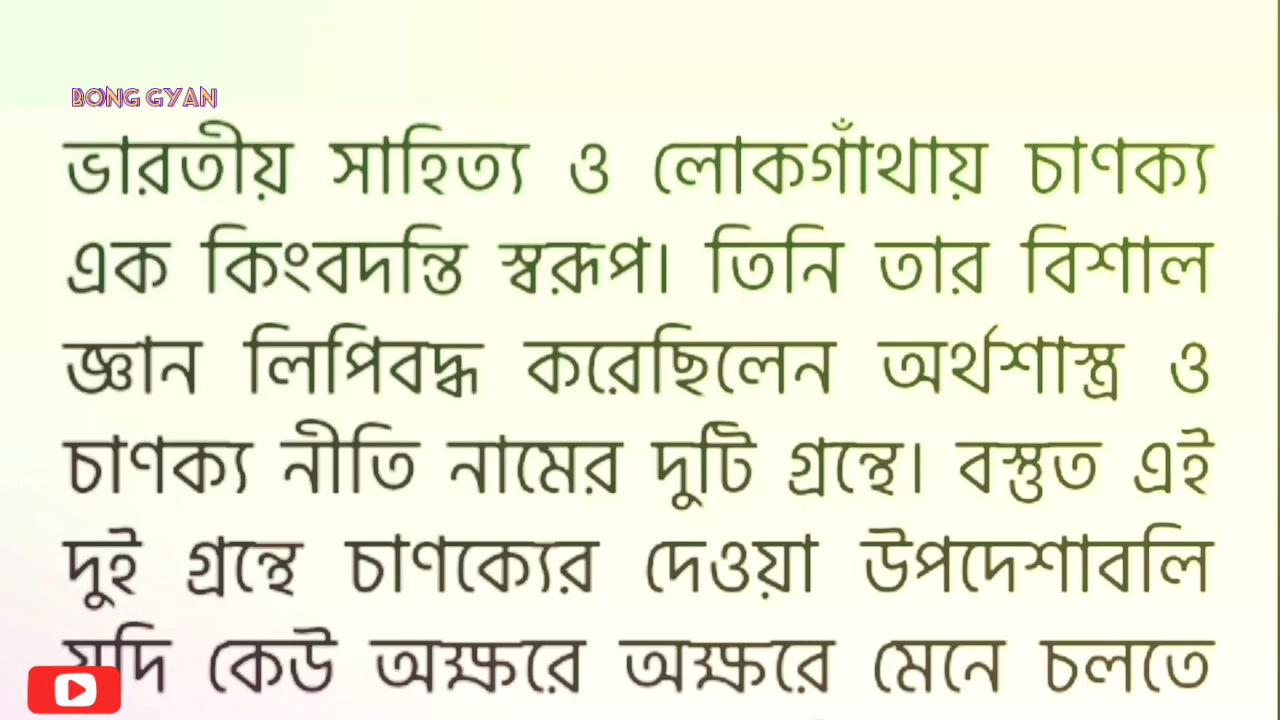 BONG GYAN
ভারতীয় সাহিত্য ও লোকগাঁথায় চাণক্য
এক কিংবদন্তি স্বরূপ। তিনি তার বিশাল
জ্ঞান লিপিবদ্ধ করেছিলেন অর্থশাস্ত্র ও
চাণক্য নীতি নামের দুটি গ্রন্থে। বস্তুত এই
দুই গ্রন্থে চাণক্যের দেওয়া উপদেশাবলি
যদি কেউ অক্ষরে অক্ষরে মেনে চলতে